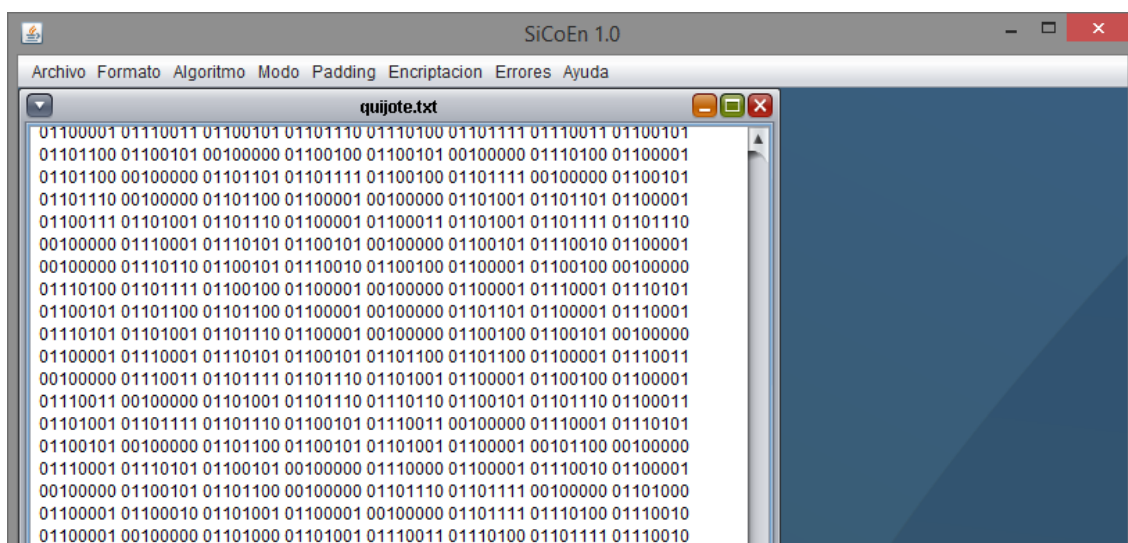 SiCoEn 1.0
Archivo Formato Algoritmo Modo Padding Encriptacion Errores Ayuda
quijote.txt
01100001 01110011 01100101 01101110 01110100 01101111 01110011 01100101
01101100 01100101 00100000 01100100 01100101 00100000 01110100 01100001
01101100 00100000 01101101 01101111 01100100 01101111 00100000 01100101
01101110 00100000 01101100 01100001 00100000 01101001 01101101 01100001
01100111 01101001 01101110 01100001 01100011 01101001 01101111 01101110
00100000 01110001 01110101 01100101 00100000 01100101 01110010 01100001
00100000 01110110 01100101 01110010 01100100 01100001 01100100 00100000
01110100 01101111 01100100 01100001 00100000 01100001 01110001 01110101
01100101 01101100 01101100 01100001 00100000 01101101 01100001 01110001
01110101 01101001 01101110 01100001 00100000 01100100 01100101 00100000
01100001 01110001 01110101 01100101 01101100 01101100 01100001 01110011
00100000 01110011 01101111 01101110 01101001 01100001 01100100 01100001
01110011 00100000 01101001 01101110 01110110 01100101 01101110 01100011
01101001 01101111 01101110 01100101 01110011 00100000 01110001 01110101
01100101 00100000 01101100 01100101 01101001 01100001 00101100 00100000
01110001 01110101 01100101 00100000 01110000 01100001 01110010 01100001
00100000 01100101 01101100 00100000 01101110 01101111 00100000 01101000
01100001 01100010 01101001 01100001 00100000 01101111 01110100 01110010
01100001 00100000 01101000 01101001 01110011 01110100 01101111 01110010